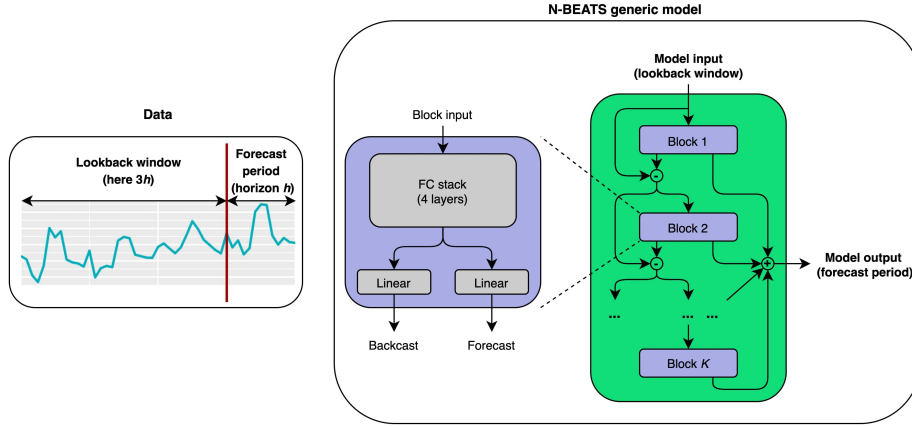 N-BEATS generic model
Data
Lookback window
(here 3h)
Forecast
period
(horizon h)
Block input
FC stack
(4 layers)
Linear
Linear
Backcast
Forecast
Model input
(lookback window)
Block 1
-
Block 2
-
+
Model output
(forecast period)
...
...
...
Block K